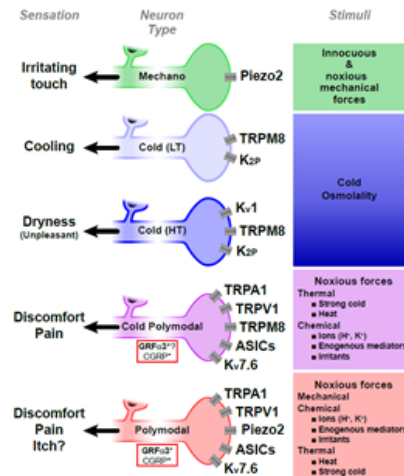 Sensation
Neuron
Type
Stimuli
Irritating
touch
Mechano
Piezo2
Innocuous
&
noxious
mechanical
forces
Cooling
Cold (LT)
TRPM8
K2P
Cold
Osmolality
Dryness
(Unpleasant)
Cold (HT)
Kv1
TRPM8
K2P
Discomfort
Pain
Cold Polymodal
GRFα3+?
CGRP+
TRPA1
TRPV1
TRPM8
ASICs
Kv7.6
Noxious forces
Thermal
■ Strong cold
■ Heat
Chemical
■ Ions (H+, K+)
■ Enogenous mediators
■ Irritants
Discomfort
Pain
Itch?
Polymodal
GRFα3+
CGRP+
TRPA1
TRPV1
Piezo2
ASICs
Kv7.6
Noxious forces
Mechanical
Chemical
■ Ions (H+, K+)
■ Enogenous mediators
■ Irritants
Thermal
■ Heat
■ Strong cold